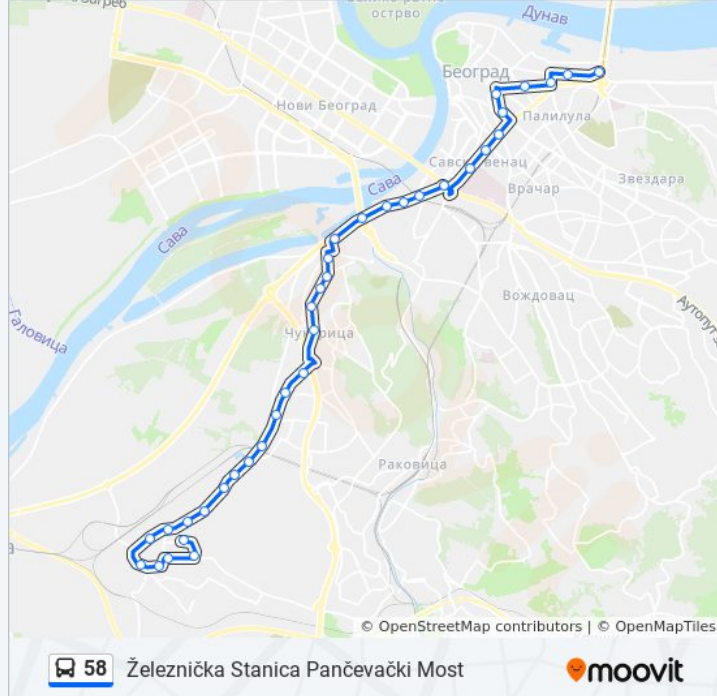 Загреб
острво
Дунав
Београд
Нови Београд
Палилула
Савски венац
Сава
Врачар
Звездара
Сава
Вождовац
Аутопут
Галовица
Чукарица
Раковица
а
© OpenStreetMap contributors | © OpenMapTiles
58 Železnička Stanica Pančevački Most
moovit